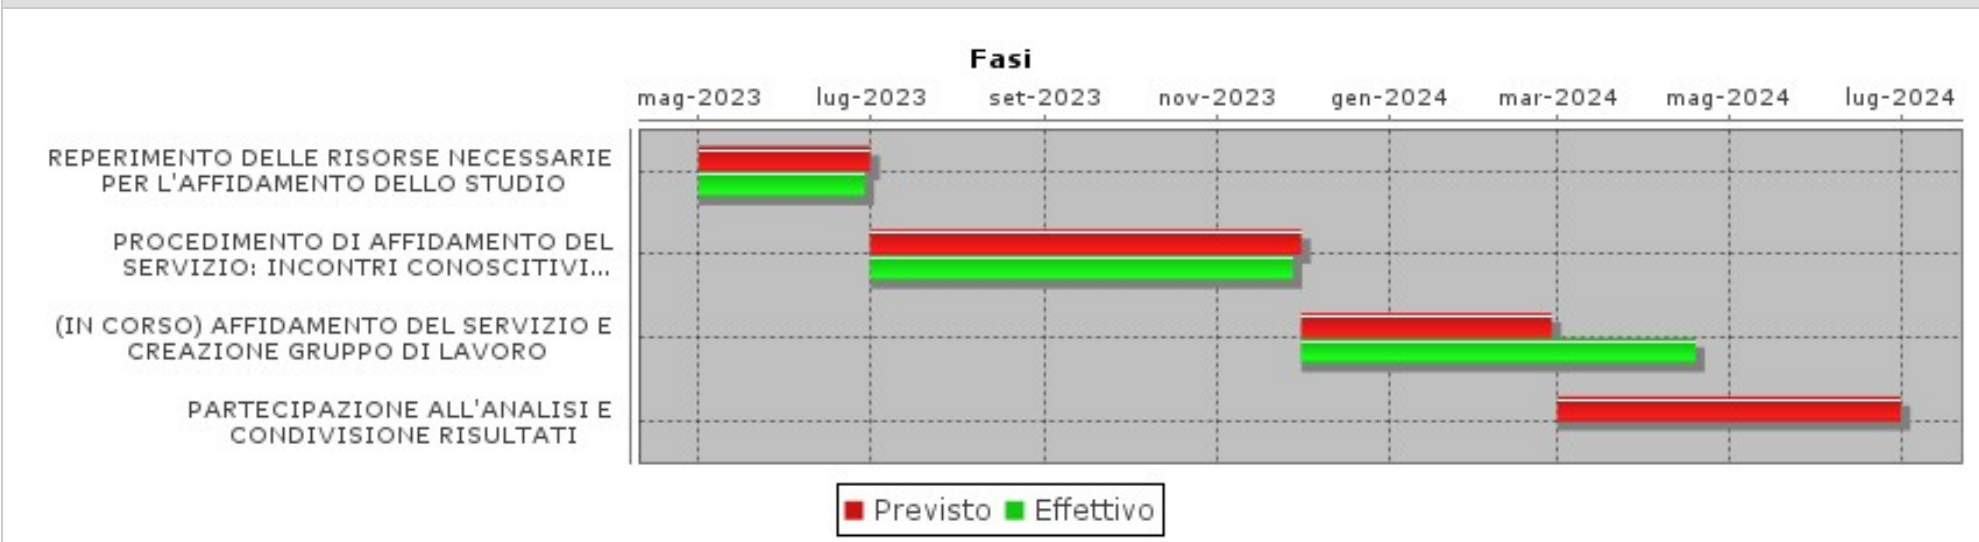 Fasi
mag-2023 lug-2023 set-2023 nov-2023 gen-2024 mar-2024 mag-2024 lug-2024
REPERIMENTO DELLE RISORSE NECESSARIE
PER L'AFFIDAMENTO DELLO STUDIO
PROCEDIMENTO DI AFFIDAMENTO DEL
SERVIZIO: INCONTRI CONOSCITIVI...
(IN CORSO) AFFIDAMENTO DEL SERVIZIO E
CREAZIONE GRUPPO DI LAVORO
PARTECIPAZIONE ALL'ANALISI E
CONDIVISIONE RISULTATI
Previsto Effettivo